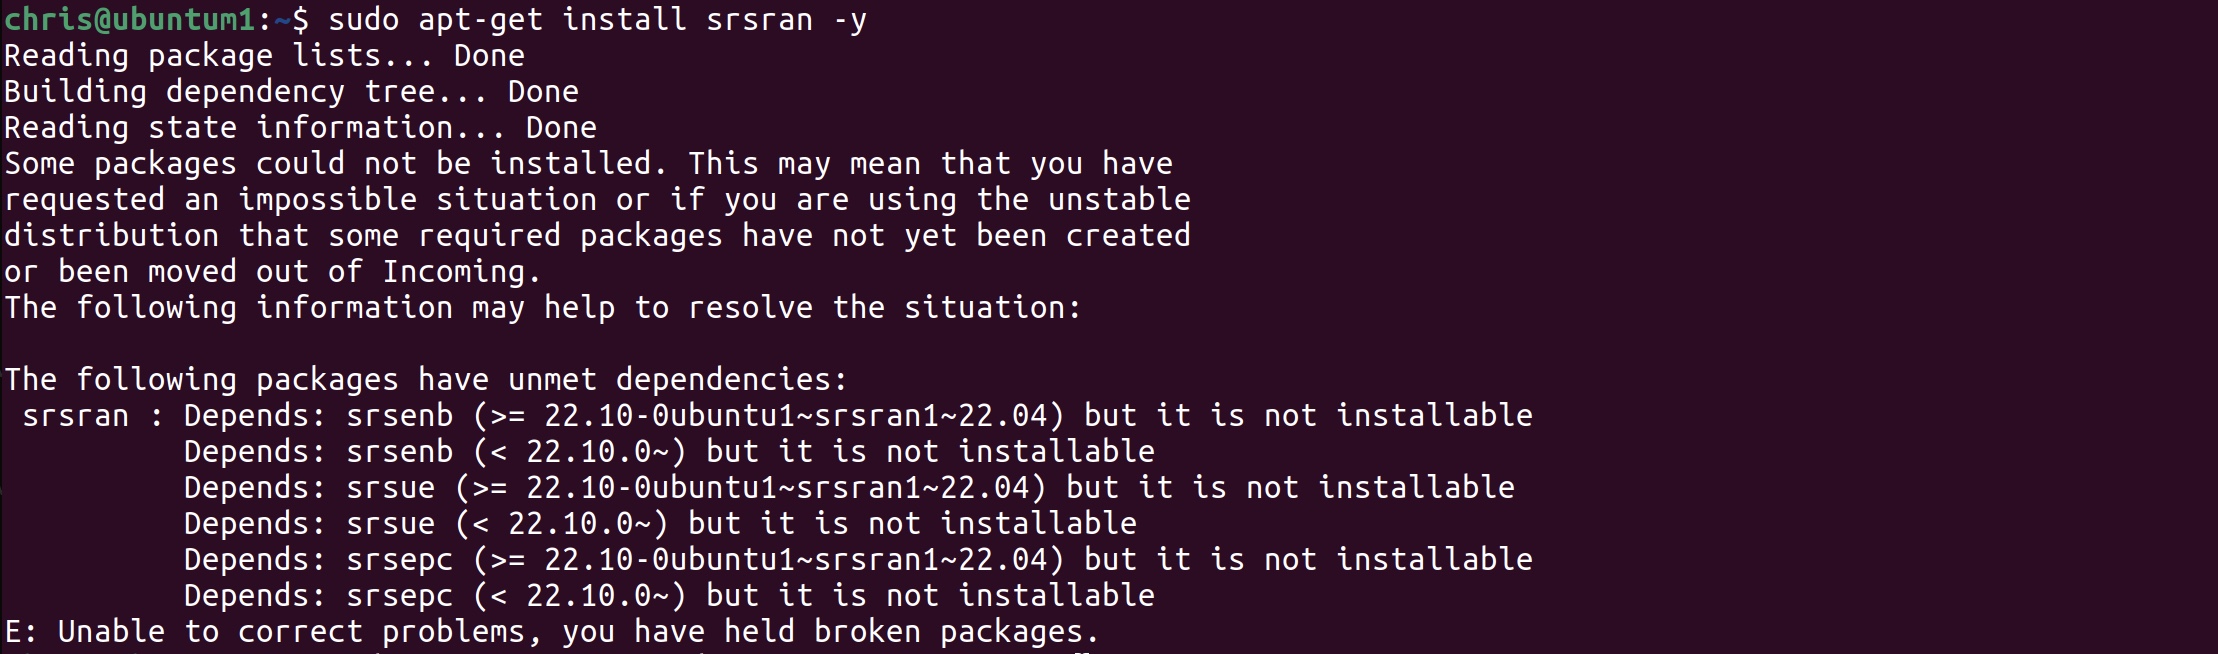 chris@ubuntum1:~$ sudo apt-get install srsran -y
Reading package lists... Done
Building dependency tree... Done
Reading state information... Done
Some packages could not be installed. This may mean that you have
requested an impossible situation or if you are using the unstable
distribution that some required packages have not yet been created
or been moved out of Incoming.
The following information may help to resolve the situation:

The following packages have unmet dependencies:
 srsran : Depends: srsenb (>= 22.10-0ubuntu1~srsran1~22.04) but it is not installable
          Depends: srsenb (< 22.10.0~) but it is not installable
          Depends: srsue (>= 22.10-0ubuntu1~srsran1~22.04) but it is not installable
          Depends: srsue (< 22.10.0~) but it is not installable
          Depends: srsepc (>= 22.10-0ubuntu1~srsran1~22.04) but it is not installable
          Depends: srsepc (< 22.10.0~) but it is not installable
E: Unable to correct problems, you have held broken packages.